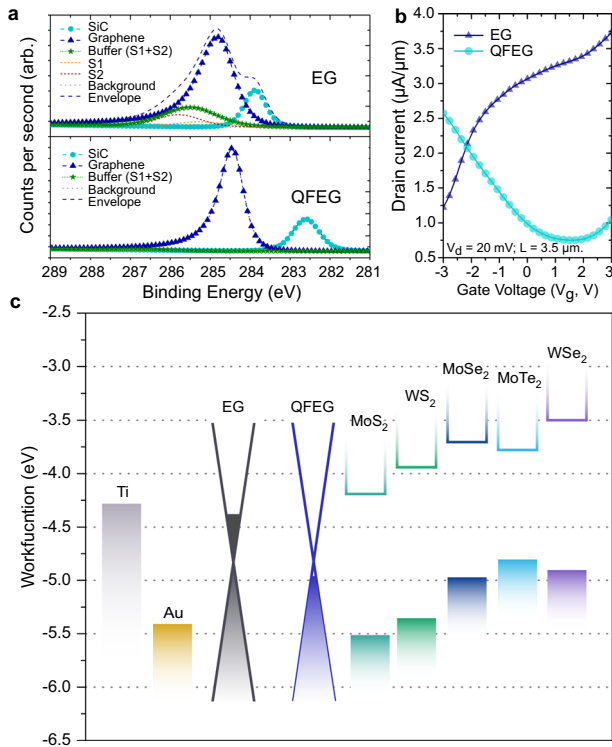 a
Counts per second (arb.)
SiC
Graphene
Buffer (S1+S2)
S1
S2
Background
Envelope
EG
SiC
Graphene
Buffer (S1+S2)
Background
Envelope
QFEG
289 288 287 286 285 284 283 282 281
Binding Energy (eV)
b
Drain current (μA/μm)
4.0
3.5
3.0
2.5
2.0
1.5
1.0
0.5
EG
QFEG
V_d = 20 mV; L = 3.5 μm.
-3 -2 -1 0 1 2 3
Gate Voltage (V_g, V)
c
Workfucntion (eV)
-2.5
-3.0
-3.5
-4.0
-4.5
-5.0
-5.5
-6.0
-6.5
Ti
Au
EG
QFEG
MoS₂
WS₂
MoSe₂
MoTe₂
WSe₂